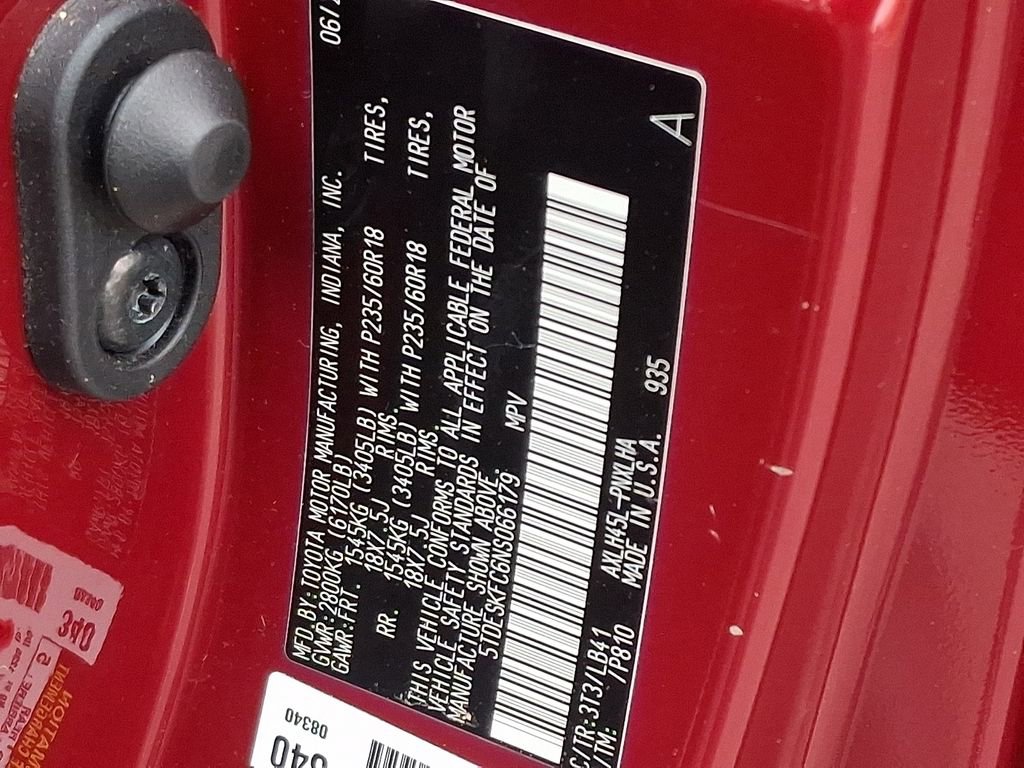 06/2
MFD BY:TOYOTA MOTOR MANUFACTURING, INDIANA, INC.
GVWR:2800KG (6170LB)
GAWR:FRT. 1545KG (3405LB) WITH P235/60R18 TIRES,
18X7.5J RIMS.
RR. 1545KG (3405LB) WITH P235/60R18 TIRES,
18X7.5J RIMS.
THIS VEHICLE CONFORMS TO ALL APPLICABLE FEDERAL MOTOR
VEHICLE SAFETY STANDARDS IN EFFECT ON THE DATE OF
MANUFACTURE SHOWN ABOVE.
5TDESKFC6NS066179. MPV
AXLH45L-PNXLHA
C/TR:3T3/LB41 MADE IN U.S.A. 935
/TM: /P810 A
340
08340
340